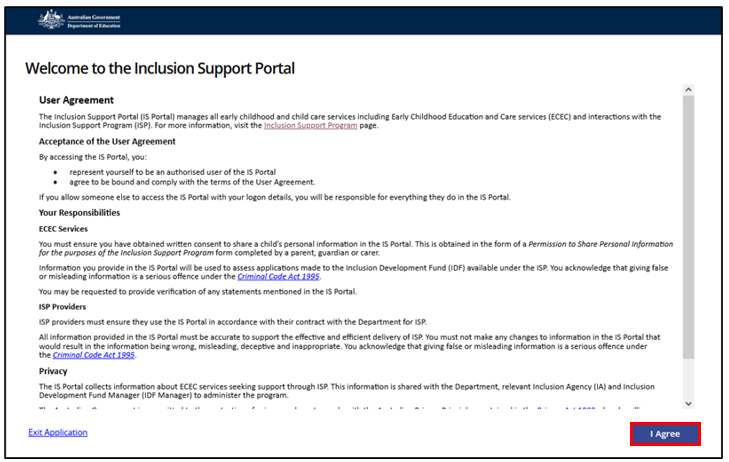 Australian Government
Department of Education
Welcome to the Inclusion Support Portal
User Agreement
The Inclusion Support Portal (IS Portal) manages all early childhood and child care services including Early Childhood Education and Care services (ECEC) and interactions with the
Inclusion Support Program (ISP). For more information, visit the Inclusion Support Program page.
Acceptance of the User Agreement
By accessing the IS Portal, you:
• represent yourself to be an authorised user of the IS Portal
• agree to be bound and comply with the terms of the User Agreement.
If you allow someone else to access the IS Portal with your logon details, you will be responsible for everything they do in the IS Portal.
Your Responsibilities
ECEC Services
You must ensure you have obtained written consent to share a child's personal information in the IS Portal. This is obtained in the form of a Permission to Share Personal Information
for the purposes of the Inclusion Support Program form completed by a parent, guardian or carer.
Information you provide in the IS Portal will be used to assess applications made to the Inclusion Development Fund (IDF) available under the ISP. You acknowledge that giving false
or misleading information is a serious offence under the Criminal Code Act 1995.
You may be requested to provide verification of any statements mentioned in the IS Portal.
ISP Providers
ISP providers must ensure they use the IS Portal in accordance with their contract with the Department for ISP.
All information provided in the IS Portal must be accurate to support the effective and efficient delivery of ISP. You must not make any changes to information in the IS Portal that
would result in the information being wrong, misleading, deceptive and inappropriate. You acknowledge that giving false or misleading information is a serious offence under
the Criminal Code Act 1995.
Privacy
The IS Portal collects information about ECEC services seeking support through ISP. This information is shared with the Department, relevant Inclusion Agency (IA) and Inclusion
Development Fund Manager (IDF Manager) to administer the program.
Exit Application
I Agree